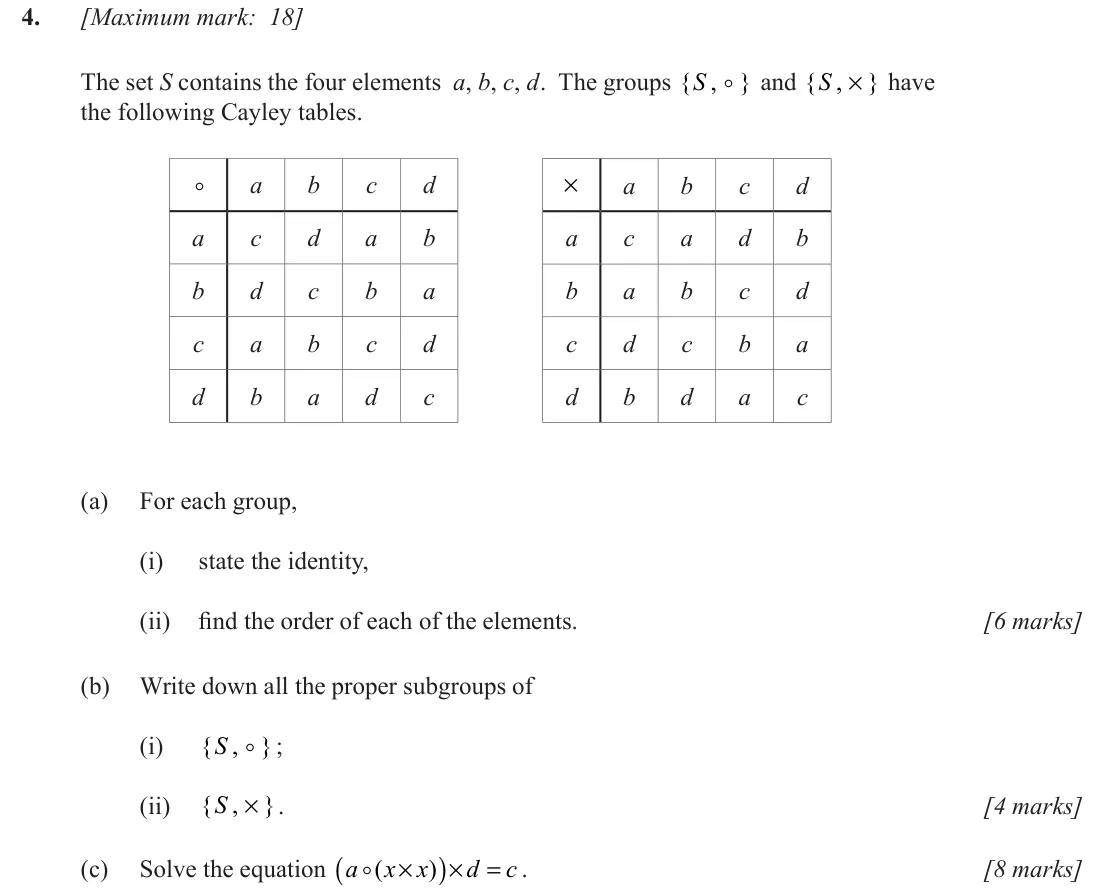 4. [Maximum mark: 18]
The set S contains the four elements a, b, c, d. The groups {S, ∘} and {S, ×} have
the following Cayley tables.
∘ a b c d
a c d a b
b d c b a
c a b c d
d b a d c
× a b c d
a c a d b
b a b c d
c d c b a
d b d a c
(a) For each group,
(i) state the identity,
(ii) find the order of each of the elements. [6 marks]
(b) Write down all the proper subgroups of
(i) {S, ∘};
(ii) {S, ×}. [4 marks]
(c) Solve the equation (a∘(x×x))×d = c. [8 marks]